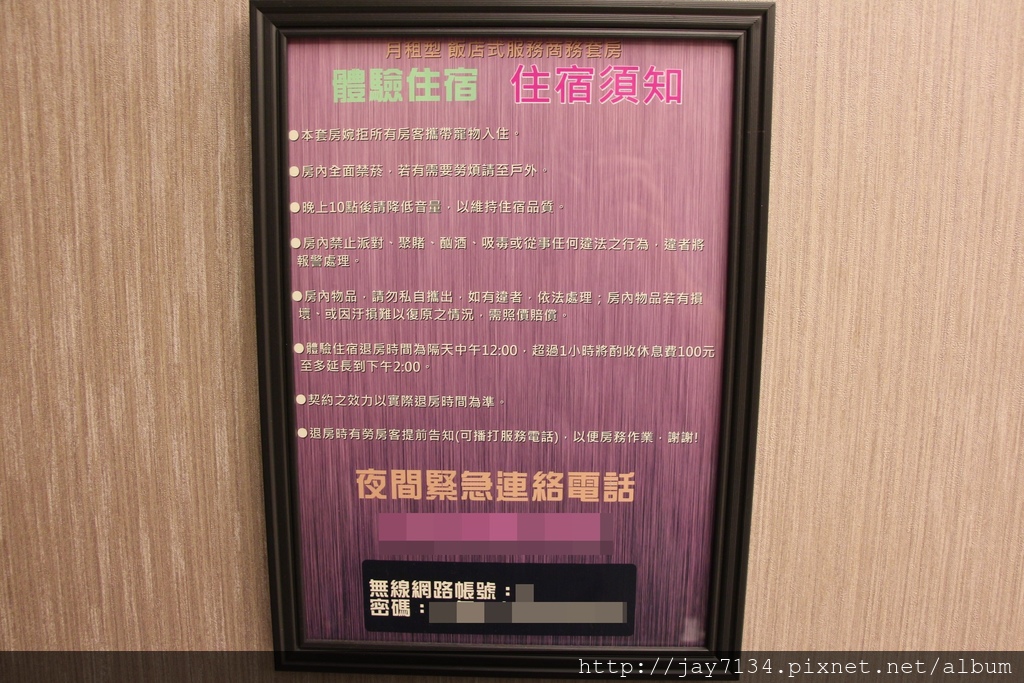 月租型 飯店式服務商務套房
體驗住宿 住宿須知
●本套房婉拒所有房客攜帶寵物入住。
●房內全面禁菸，若有需要勞煩請至戶外。
●晚上10點後請降低音量，以維持住宿品質。
●房內禁止派對、聚賭、酗酒、吸毒或從事任何違法之行為，違者將
報警處理。
●房內物品，請勿私自攜出，如有違者，依法處理；房內物品若有損
壞，或因汙損難以復原之情況，需照價賠償。
●體驗住宿退房時間為隔天中午12:00，超過1小時將酌收休息費100元
至多延長到下午2:00。
●契約之效力以實際退房時間為準。
●退房時有勞房客提前告知(可播打服務電話)，以便房務作業，謝謝!
夜間緊急連絡電話
無線網路帳號：
密碼：
http://jay7134.pixnet.net/album